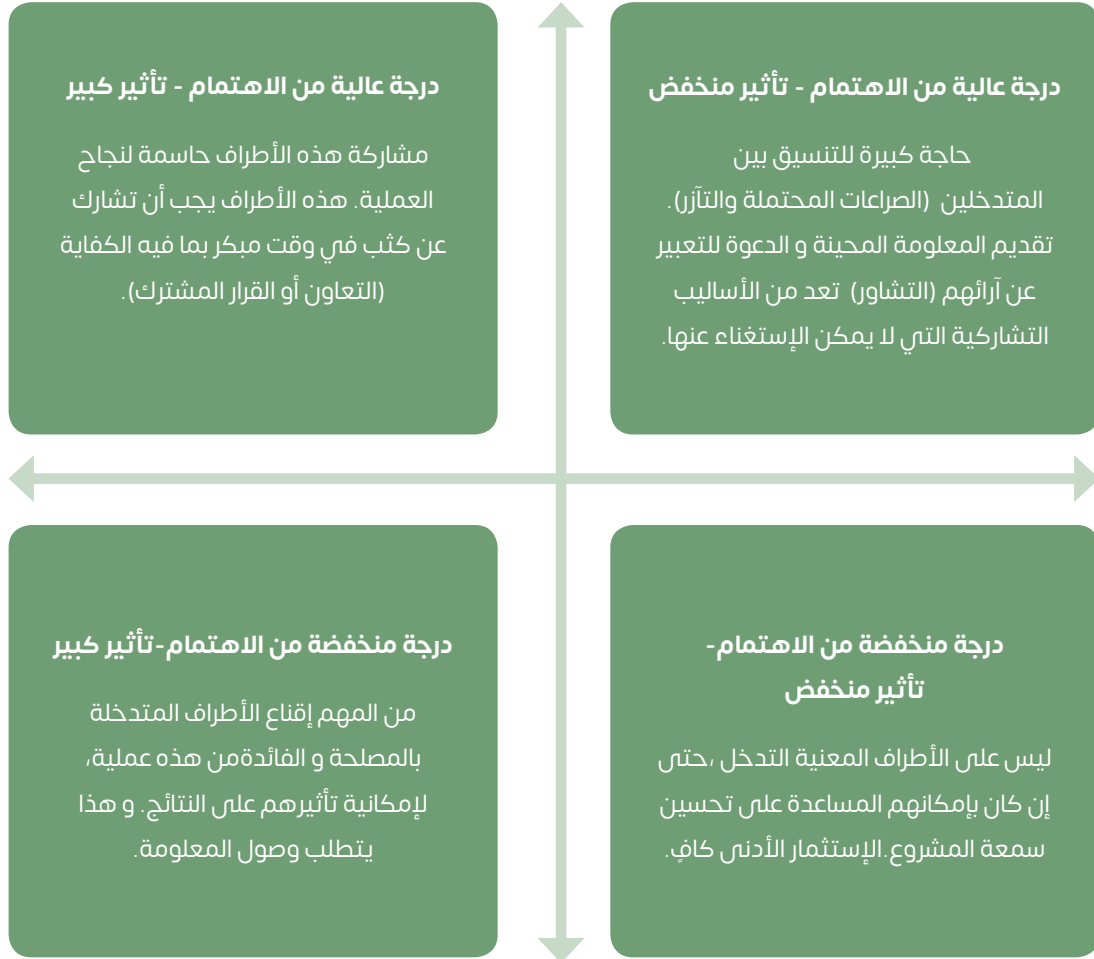 درجة عالية من الاهتمام - تأثير منخفض
حاجة كبيرة للتنسيق بين
المتدخلين (الصراعات المحتملة والتآزر).
تقديم المعلومة المحينة و الدعوة للتعبير
عن آرائهم (التشاور) تعد من الأساليب
التشاركية التي لا يمكن الإستغناء عنها.
درجة عالية من الاهتمام - تأثير كبير
مشاركة هذه الأطراف حاسمة لنجاح
العملية. هذه الأطراف يجب أن تشارك
عن كثب في وقت مبكر بما فيه الكفاية
(التعاون أو القرار المشترك).
درجة منخفضة من الاهتمام-
تأثير منخفض
ليس على الأطراف المعنية التدخل ،حتى
إن كان بإمكانهم المساعدة على تحسين
سمعة المشروع.الإستثمار الأدنى كافٍ.
درجة منخفضة من الاهتمام-تأثير كبير
من المهم إقناع الأطراف المتدخلة
بالمصلحة و الفائدةمن هذه عملية،
لإمكانية تأثيرهم على النتائج. و هذا
يتطلب وصول المعلومة.